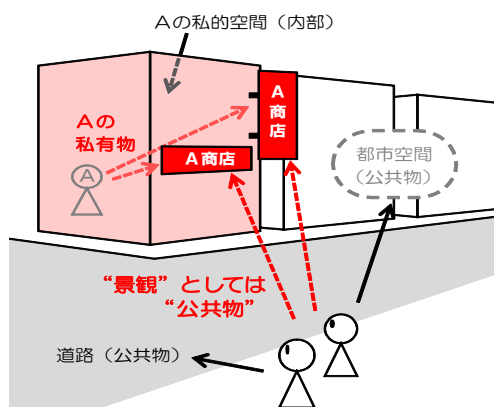 Aの私的空間（内部）
A
商
店
Aの
私有物
A
A商店
都市空間
（公共物）
“景観”としては
“公共物”
道路（公共物）